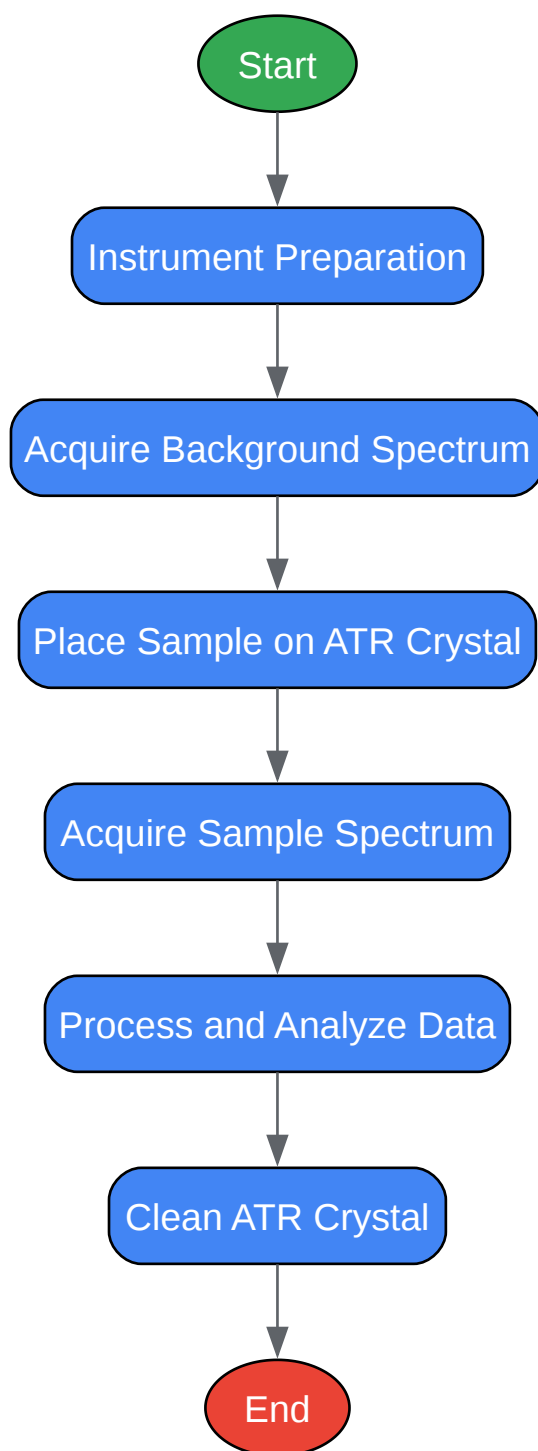 Start
Instrument Preparation
Acquire Background Spectrum
Place Sample on ATR Crystal
Acquire Sample Spectrum
Process and Analyze Data
Clean ATR Crystal
End